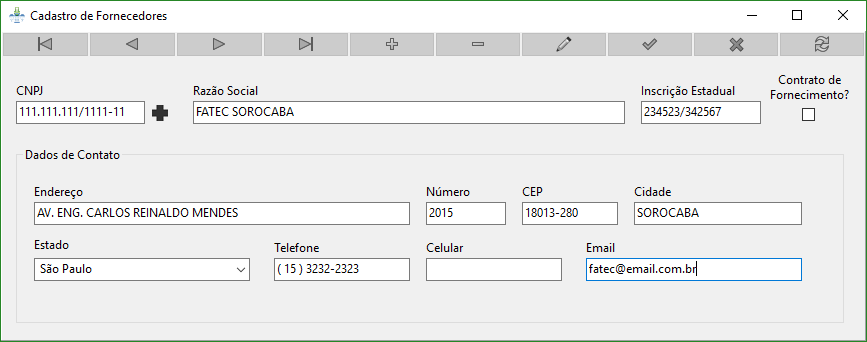 Cadastro de Fornecedores
CNPJ
Razão Social
Inscrição Estadual
Contrato de
Fornecimento?
111.111.111/1111-11
FATEC SOROCABA
234523/342567
Dados de Contato
Endereço
Número
CEP
Cidade
AV. ENG. CARLOS REINALDO MENDES
2015
18013-280
SOROCABA
Estado
Telefone
Celular
Email
São Paulo
( 15 ) 3232-2323
fatec@email.com.br